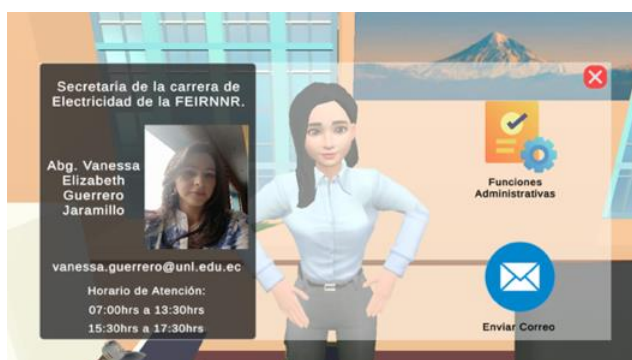 Secretaria de la carrera de
Electricidad de la FEIRNNR.
Abg. Vanessa
Elizabeth
Guerrero
Jaramillo
vanessa.guerrero@unl.edu.ec
Horario de Atención:
07:00hrs a 13:30hrs
15:30hrs a 17:30hrs
Funciones
Administrativas
Enviar Correo